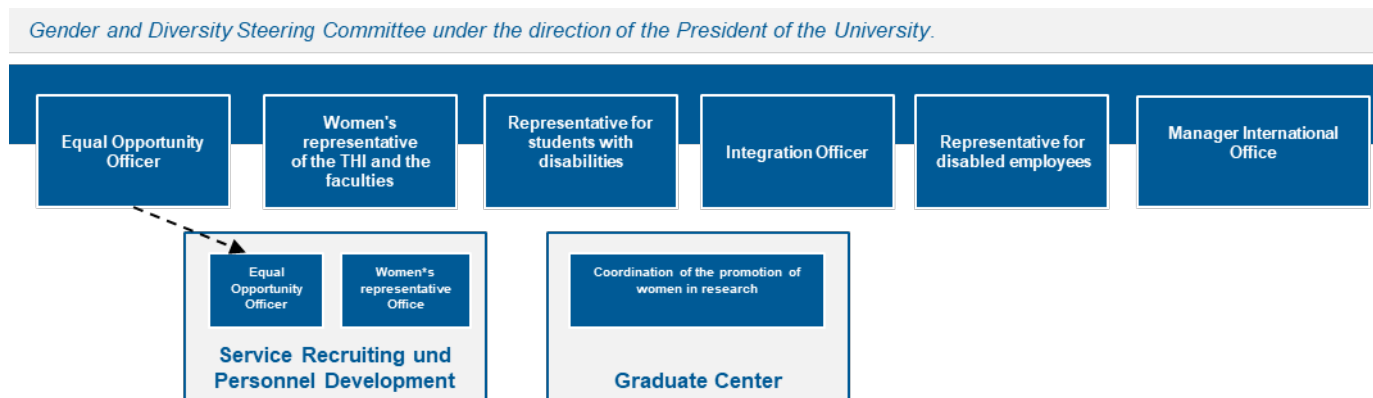 Gender and Diversity Steering Committee under the direction of the President of the University.
Equal Opportunity
Officer
Women's
representative
of the THI and the
faculties
Representative for
students with
disabilities
Integration Officer
Representative for
disabled employees
Manager International
Office
Equal
Opportunity
Officer
Women*s
representative
Office
Service Recruiting und
Personnel Development
Coordination of the promotion of
women in research
Graduate Center